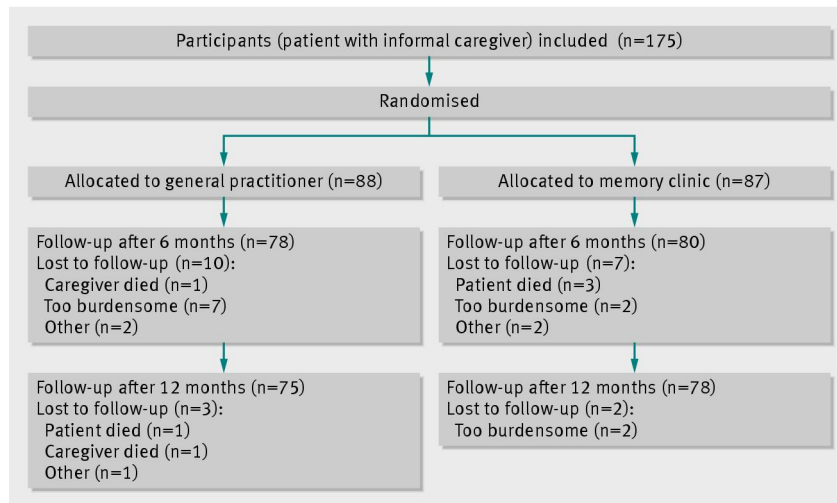 Participants (patient with informal caregiver) included (n=175)
Randomised
Allocated to general practitioner (n=88)
Allocated to memory clinic (n=87)
Follow-up after 6 months (n=78)
Lost to follow-up (n=10):
Caregiver died (n=1)
Too burdensome (n=7)
Other (n=2)
Follow-up after 6 months (n=80)
Lost to follow-up (n=7):
Patient died (n=3)
Too burdensome (n=2)
Other (n=2)
Follow-up after 12 months (n=75)
Lost to follow-up (n=3):
Patient died (n=1)
Caregiver died (n=1)
Other (n=1)
Follow-up after 12 months (n=78)
Lost to follow-up (n=2):
Too burdensome (n=2)